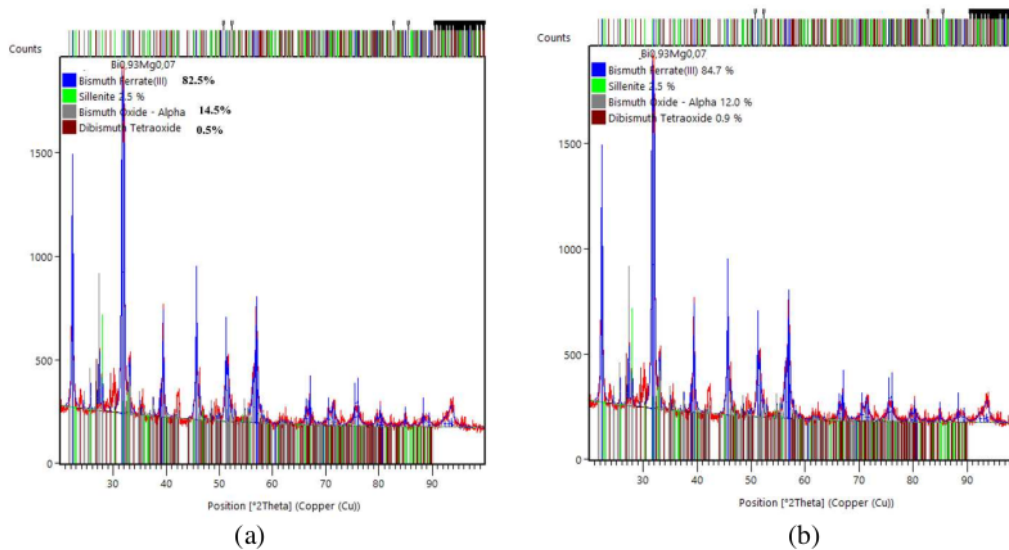 Counts
Bi0,93Mg0,07
Bismuth Ferrate(III) 82.5%
Sillenite 2.5 %
Bismuth Oxide - Alpha 14.5%
Dibismuth Tetraoxide 0.5%
1500
1000
500
0
30 40 50 60 70 80 90
Position [°2Theta] (Copper (Cu))
(a)
Counts
Bi0,93Mg0,07
Bismuth Ferrate(III) 84.7 %
Sillenite 2.5 %
Bismuth Oxide - Alpha 12.0 %
Dibismuth Tetraoxide 0.9 %
1500
1000
500
0
30 40 50 60 70 80 90
Position [°2Theta] (Copper (Cu))
(b)